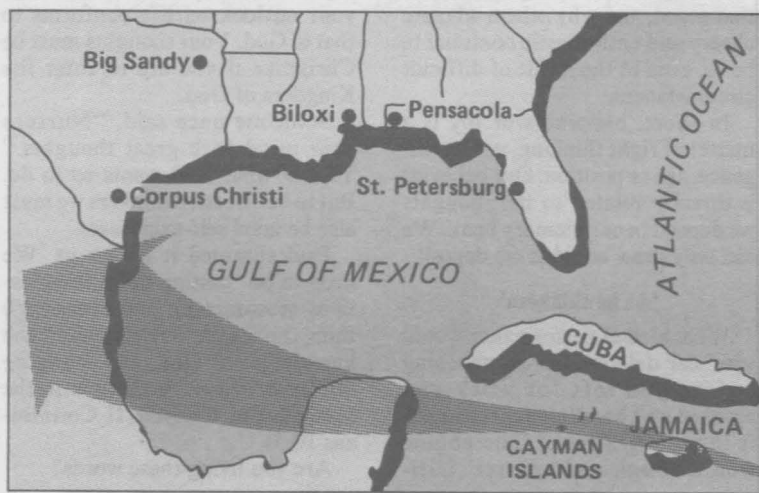 Big Sandy
Biloxi
Pensacola
Corpus Christi
St. Petersburg
ATLANTIC OCEAN
GULF OF MEXICO
CUBA
JAMAICA
CAYMAN
ISLANDS